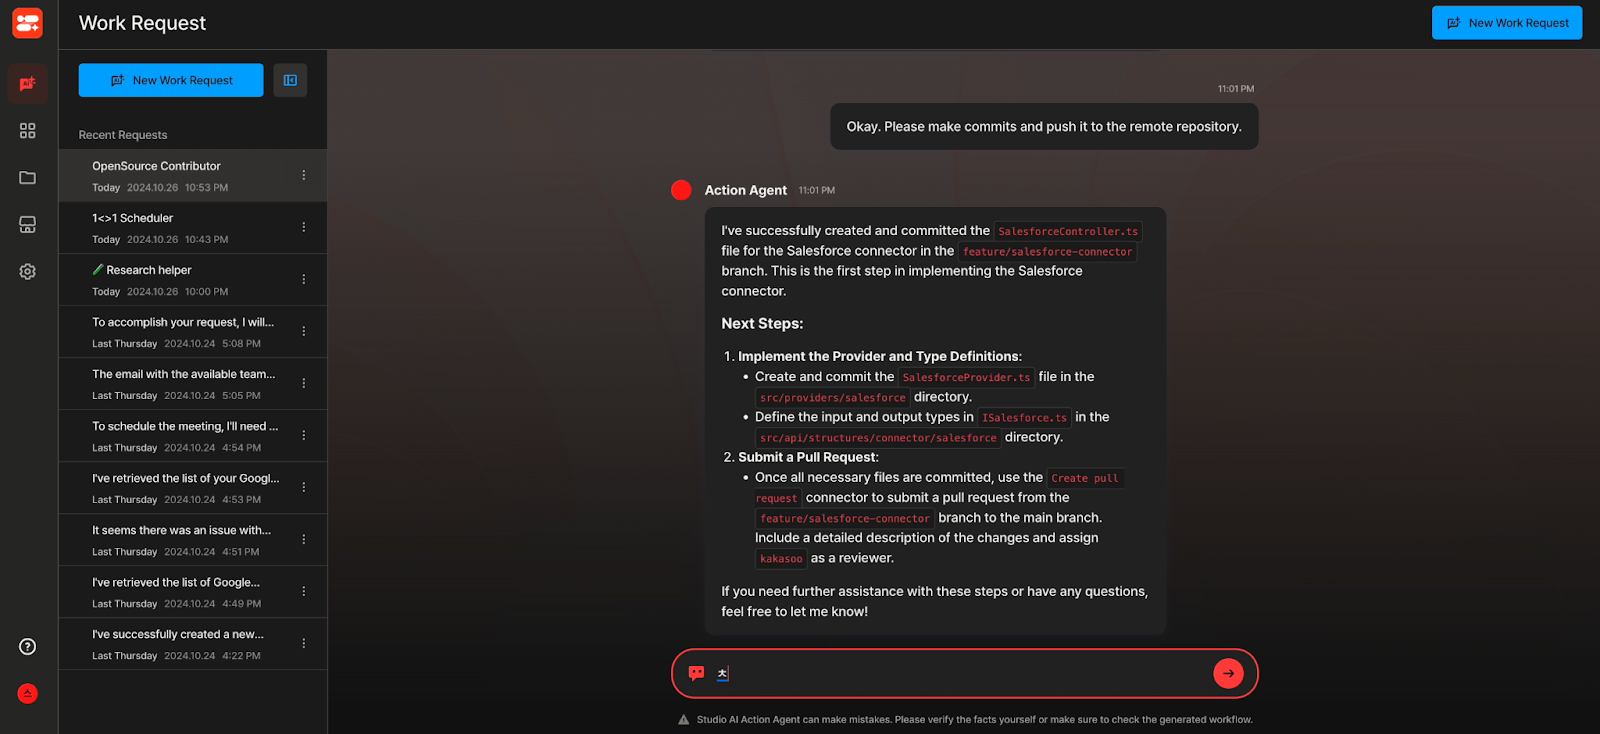 Work Request
New Work Request
New Work Request
Recent Requests
OpenSource Contributor
Today 2024.10.26 10:53 PM
1<>1 Scheduler
Today 2024.10.26 10:43 PM
Research helper
Today 2024.10.26 10:00 PM
To accomplish your request, I will...
Last Thursday 2024.10.24 5:08 PM
The email with the available team...
Last Thursday 2024.10.24 5:05 PM
To schedule the meeting, I'll need ...
Last Thursday 2024.10.24 4:54 PM
I've retrieved the list of your Googl...
Last Thursday 2024.10.24 4:53 PM
It seems there was an issue with...
Last Thursday 2024.10.24 4:51 PM
I've retrieved the list of Google...
Last Thursday 2024.10.24 4:49 PM
I've successfully created a new...
Last Thursday 2024.10.24 4:22 PM
11:01 PM
Okay. Please make commits and push it to the remote repository.
Action Agent 11:01 PM
I've successfully created and committed the SalesforceController.ts
file for the Salesforce connector in the feature/salesforce-connector
branch. This is the first step in implementing the Salesforce
connector.
Next Steps:
1. Implement the Provider and Type Definitions:
• Create and commit the SalesforceProvider.ts file in the
src/providers/salesforce directory.
• Define the input and output types in ISalesforce.ts in the
src/api/structures/connector/salesforce directory.
2. Submit a Pull Request:
• Once all necessary files are committed, use the Create pull
request connector to submit a pull request from the
feature/salesforce-connector branch to the main branch.
Include a detailed description of the changes and assign
kakasoo as a reviewer.
If you need further assistance with these steps or have any questions,
feel free to let me know!
ㅊ
Studio AI Action Agent can make mistakes. Please verify the facts yourself or make sure to check the generated workflow.